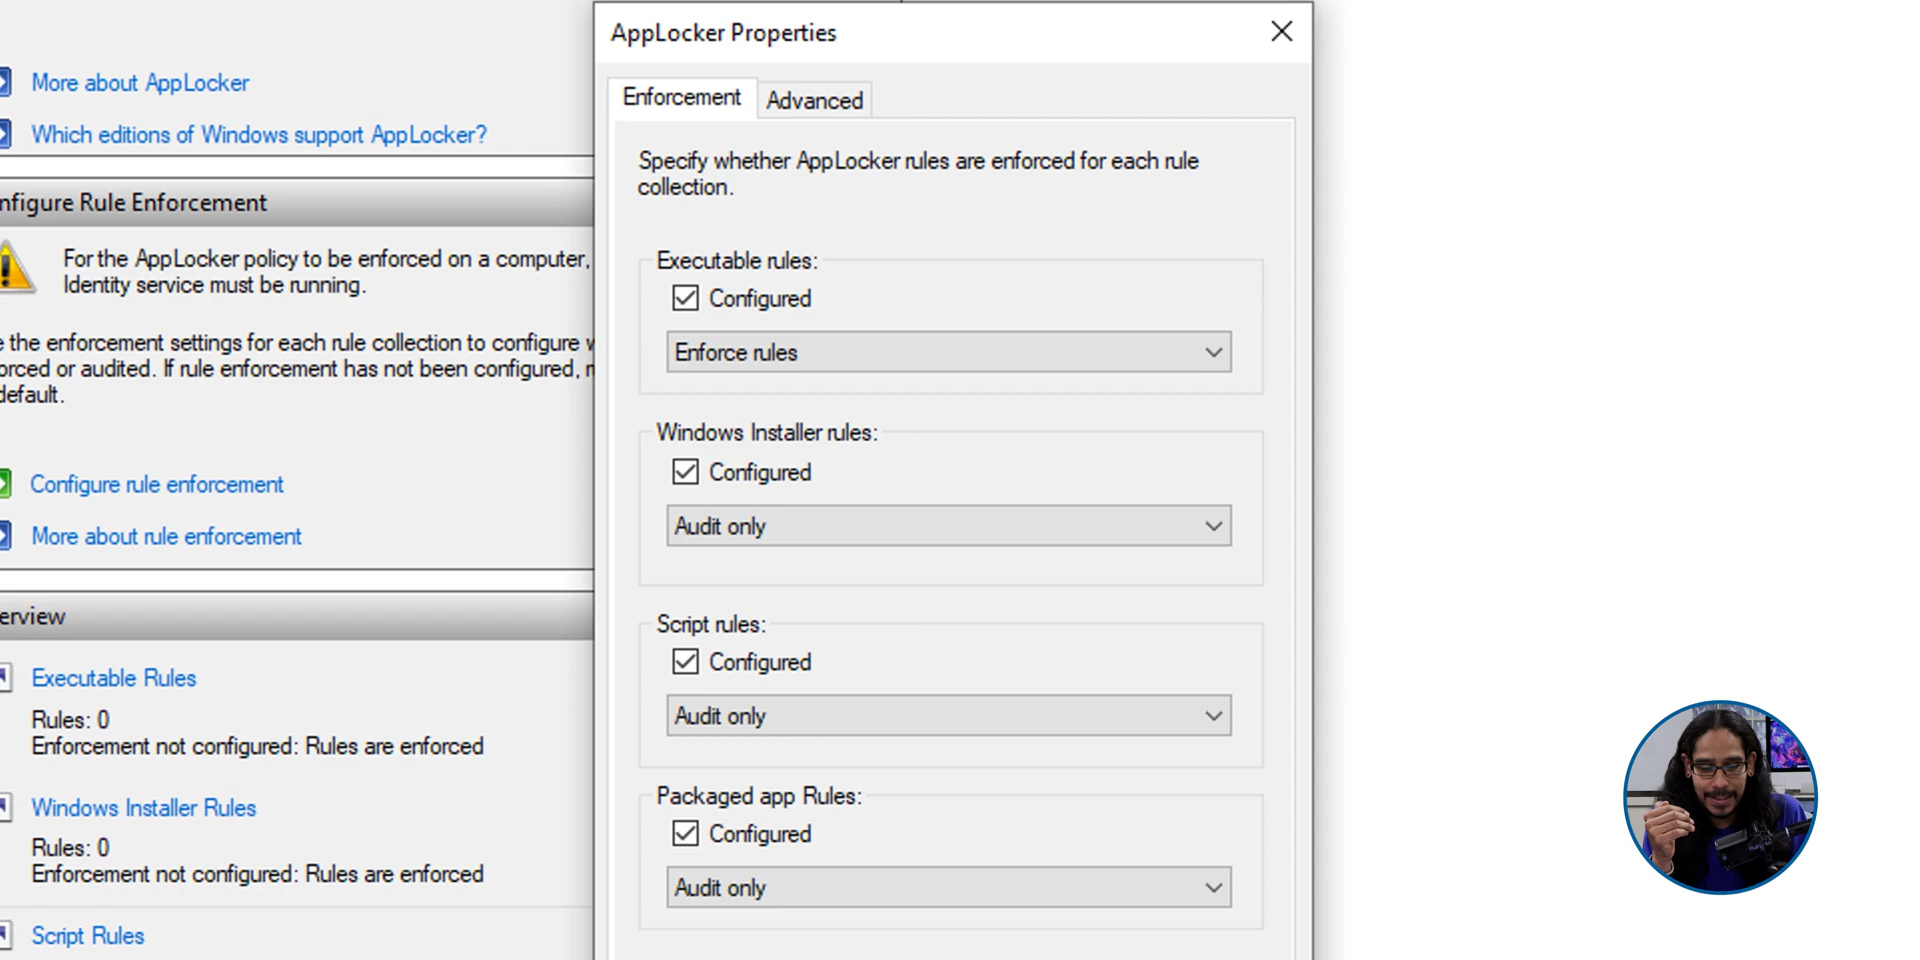 More about AppLocker
Which editions of Windows support AppLocker?
nfigure Rule Enforcement
For the AppLocker policy to be enforced on a computer,
Identity service must be running.
the enforcement settings for each rule collection to configure
orced or audited. If rule enforcement has not been configured,
default.
Configure rule enforcement
More about rule enforcement
erview
Executable Rules
Rules: 0
Enforcement not configured: Rules are enforced
Windows Installer Rules
Rules: 0
Enforcement not configured: Rules are enforced
Script Rules
AppLocker Properties
Enforcement
Advanced
Specify whether AppLocker rules are enforced for each rule
collection.
Executable rules:
Configured
Enforce rules
Windows Installer rules:
Configured
Audit only
Script rules:
Configured
Audit only
Packaged app Rules:
Configured
Audit only